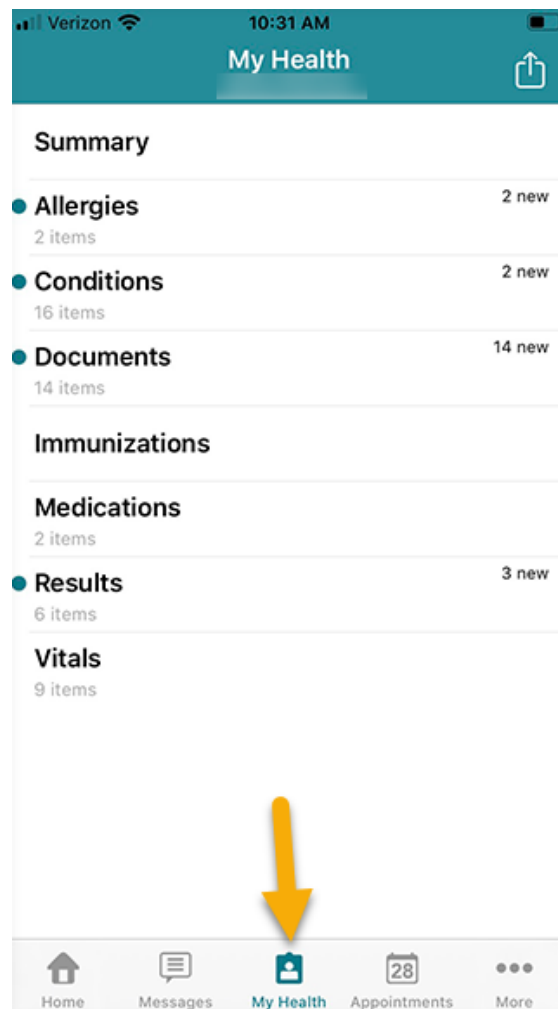 Verizon 10:31 AM
My Health
Summary
Allergies 2 new
2 items
Conditions 2 new
16 items
Documents 14 new
14 items
Immunizations
Medications
2 items
Results 3 new
6 items
Vitals
9 items
28
Home Messages My Health Appointments More